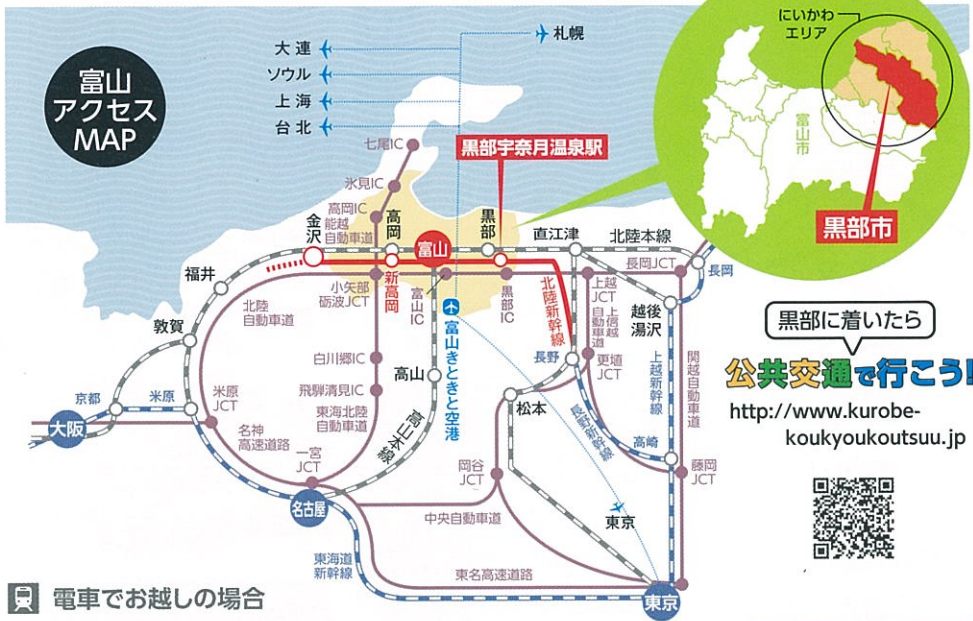 富山
アクセス
MAP
大連
ソウル
上海
台北
札幌
にいかわ
エリア
富山市
黒部市
七尾IC
氷見IC
高岡IC
能越
自動車道
黒部宇奈月温泉駅
金沢
高岡
富山
黒部
直江津
北陸本線
長岡JCT
長岡
福井
新高岡
小矢部
砺波JCT
富山IC
黒部IC
北陸新幹線
上越JCT
上信越自動車道
越後
湯沢
敦賀
北陸
自動車道
富山きときと空港
長野
更埴
JCT
上越新幹線
関越自動車道
白川郷IC
飛騨清見IC
高山
東海北陸
自動車道
高山本線
松本
長野新幹線
高崎
藤岡
JCT
京都
米原
大阪
米原
JCT
名神
高速道路
一宮
JCT
名古屋
岡谷
JCT
中央自動車道
東京
東海道
新幹線
東名高速道路
東京
黒部に着いたら
公共交通で行こう!
http://www.kurobe-
koukyoukoutsuu.jp
電車でお越しの場合